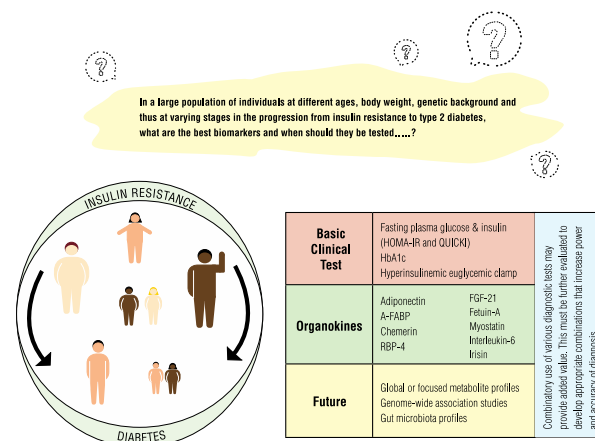 ?
?
?
In a large population of individuals at different ages, body weight, genetic background and
thus at varying stages in the progression from insulin resistance to type 2 diabetes,
what are the best biomarkers and when should they be tested.....?
?
INSULIN RESISTANCE
DIABETES
Basic
Clinical
Test
Fasting plasma glucose & insulin
(HOMA-IR and QUICKI)
HbA1c
Hyperinsulinemic euglycemic clamp
Organokines
Adiponectin
A-FABP
Chemerin
RBP-4
FGF-21
Fetuin-A
Myostatin
Interleukin-6
Irisin
Future
Global or focused metabolite profiles
Genome-wide association studies
Gut microbiota profiles
Combinatory use of various diagnostic tests may
provide added value. This must be further evaluated to
develop appropriate combinations that increase power
and accuracy of diagnosis